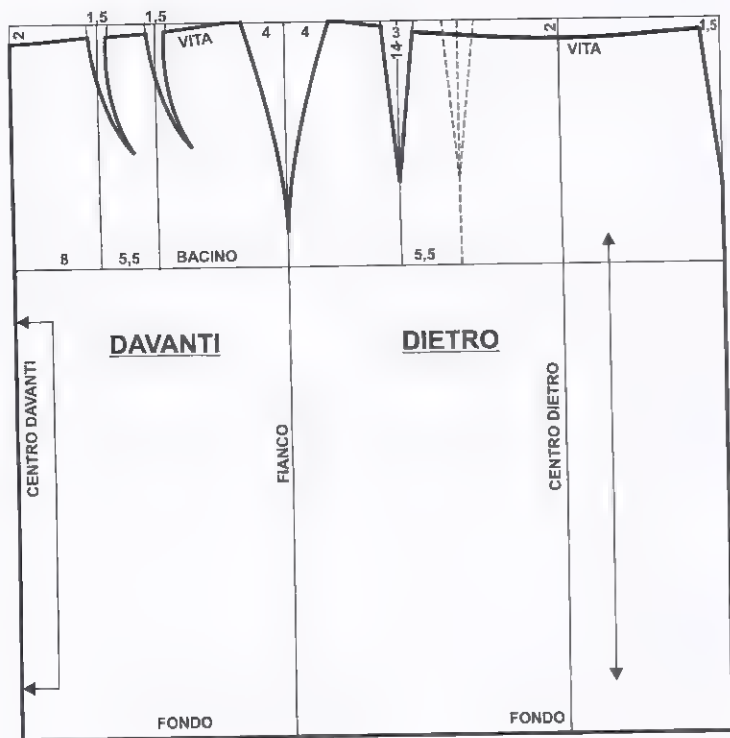 2
1,5
1,5
VITA
4
4
3
14
2
VITA
1,5
8
5,5
BACINO
5,5
DAVANTI
DIETRO
CENTRO DAVANTI
FIANCO
CENTRO DIETRO
FONDO
FONDO